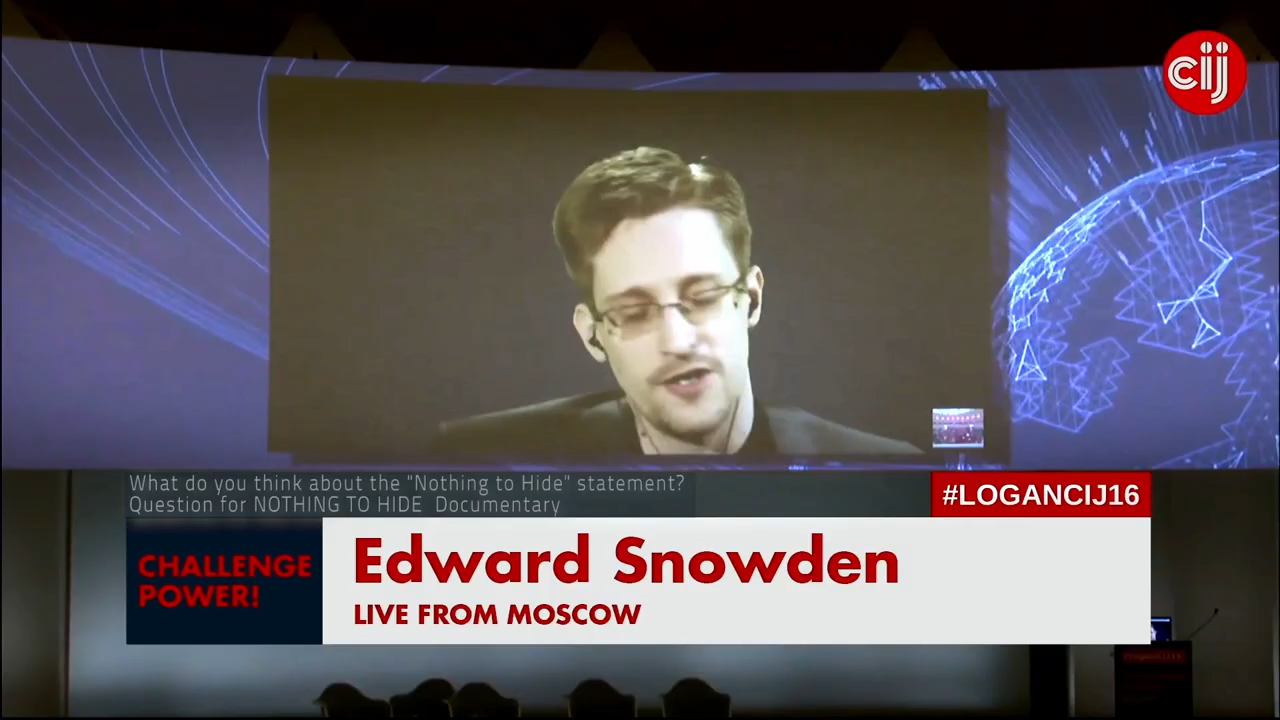 cij
What do you think about the "Nothing to Hide" statement?
Question for NOTHING TO HIDE Documentary
#LOGANCIJ16
CHALLENGE
POWER!
Edward Snowden
LIVE FROM MOSCOW